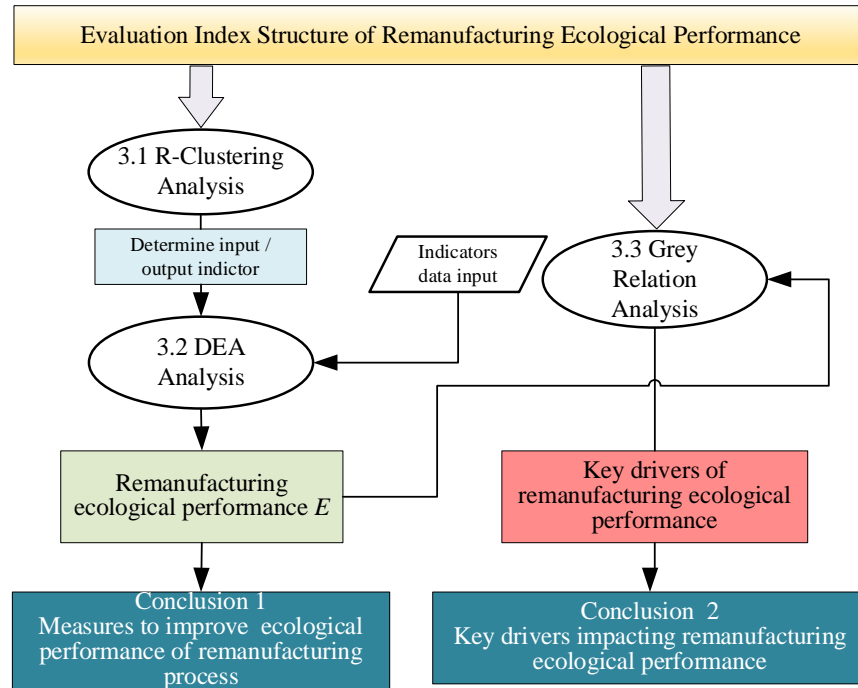 Evaluation Index Structure of Remanufacturing Ecological Performance
3.1 R-Clustering
Analysis
Determine input /
output indictor
Indicators
data input
3.3 Grey
Relation
Analysis
3.2 DEA
Analysis
Remanufacturing
ecological performance E
Key drivers of
remanufacturing ecological
performance
Conclusion 1
Measures to improve ecological
performance of remanufacturing
process
Conclusion 2
Key drivers impacting remanufacturing
ecological performance